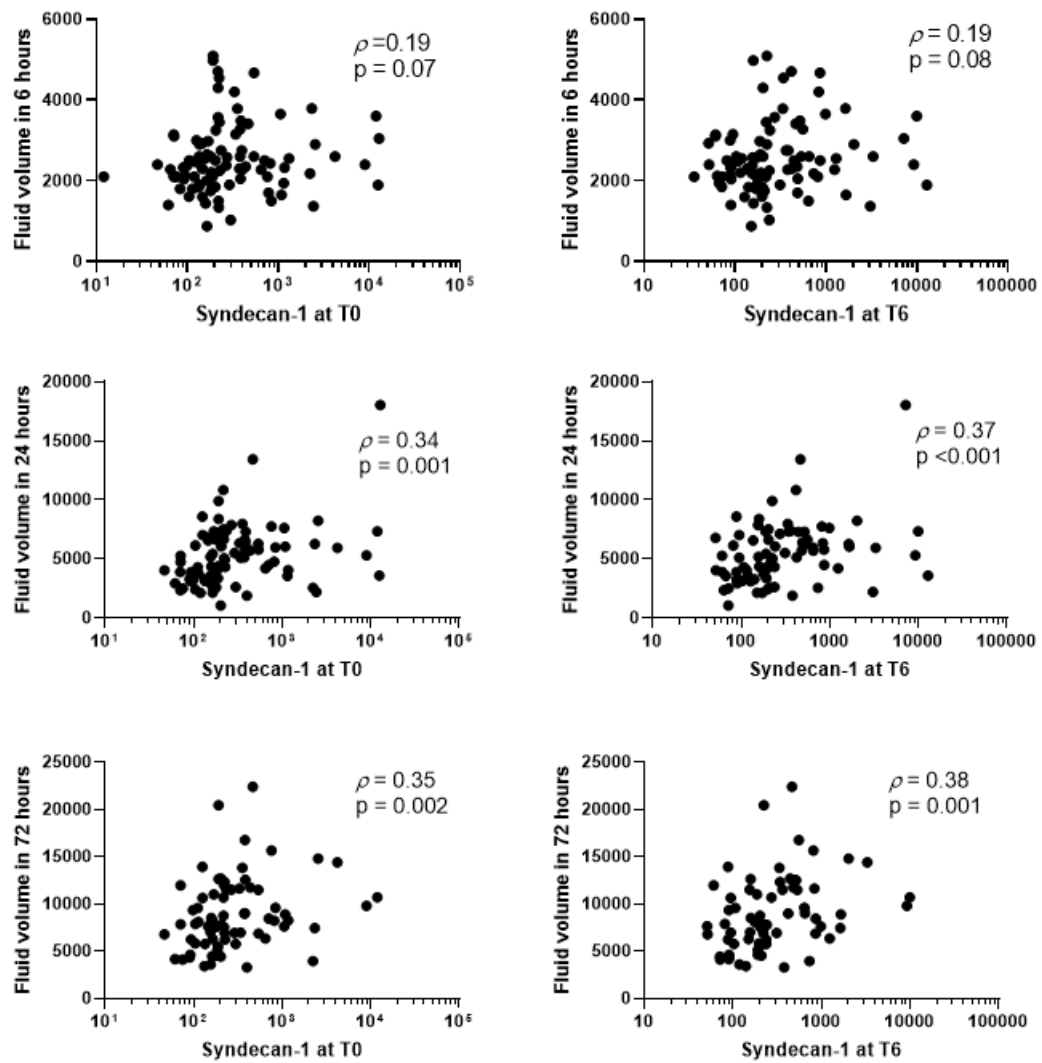 6000
4000
2000
0
Fluid volume in 6 hours
ρ =0.19
p = 0.07
10¹ 10² 10³ 10⁴ 10⁵
Syndecan-1 at T0
6000
4000
2000
0
Fluid volume in 6 hours
ρ = 0.19
p = 0.08
10 100 1000 10000 100000
Syndecan-1 at T6
20000
15000
10000
5000
0
Fluid volume in 24 hours
ρ = 0.34
p = 0.001
10¹ 10² 10³ 10⁴ 10⁵
Syndecan-1 at T0
20000
15000
10000
5000
0
Fluid volume in 24 hours
ρ = 0.37
p <0.001
10 100 1000 10000 100000
Syndecan-1 at T6
25000
20000
15000
10000
5000
0
Fluid volume in 72 hours
ρ = 0.35
p = 0.002
10¹ 10² 10³ 10⁴ 10⁵
Syndecan-1 at T0
25000
20000
15000
10000
5000
0
Fluid volume in 72 hours
ρ = 0.38
p = 0.001
10 100 1000 10000 100000
Syndecan-1 at T6